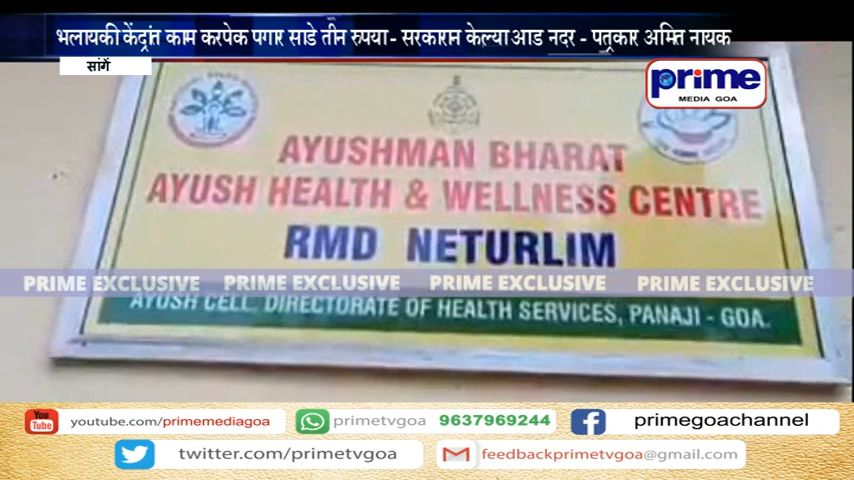 भलायकी केंद्रांत काम करपेक पगार साडे तीन रुपया - सरकारान केल्या आड नदर - पत्रकार अमित नायक
सांगें
prime
MEDIA GOA
AYUSHMAN BHARAT
AYUSH HEALTH & WELLNESS CENTRE
RMD NETURLIM
PRIME EXCLUSIVE PRIME EXCLUSIVE PRIME EXCLUSIVE PRIME EXCLUSIVE
AYUSH CELL, DIRECTORATE OF HEALTH SERVICES, PANAJI - GOA.
You Tube youtube.com/primemediagoa primetvgoa 9637969244 f primegoachannel
twitter.com/primetvgoa feedbackprimetvgoa@gmail.com